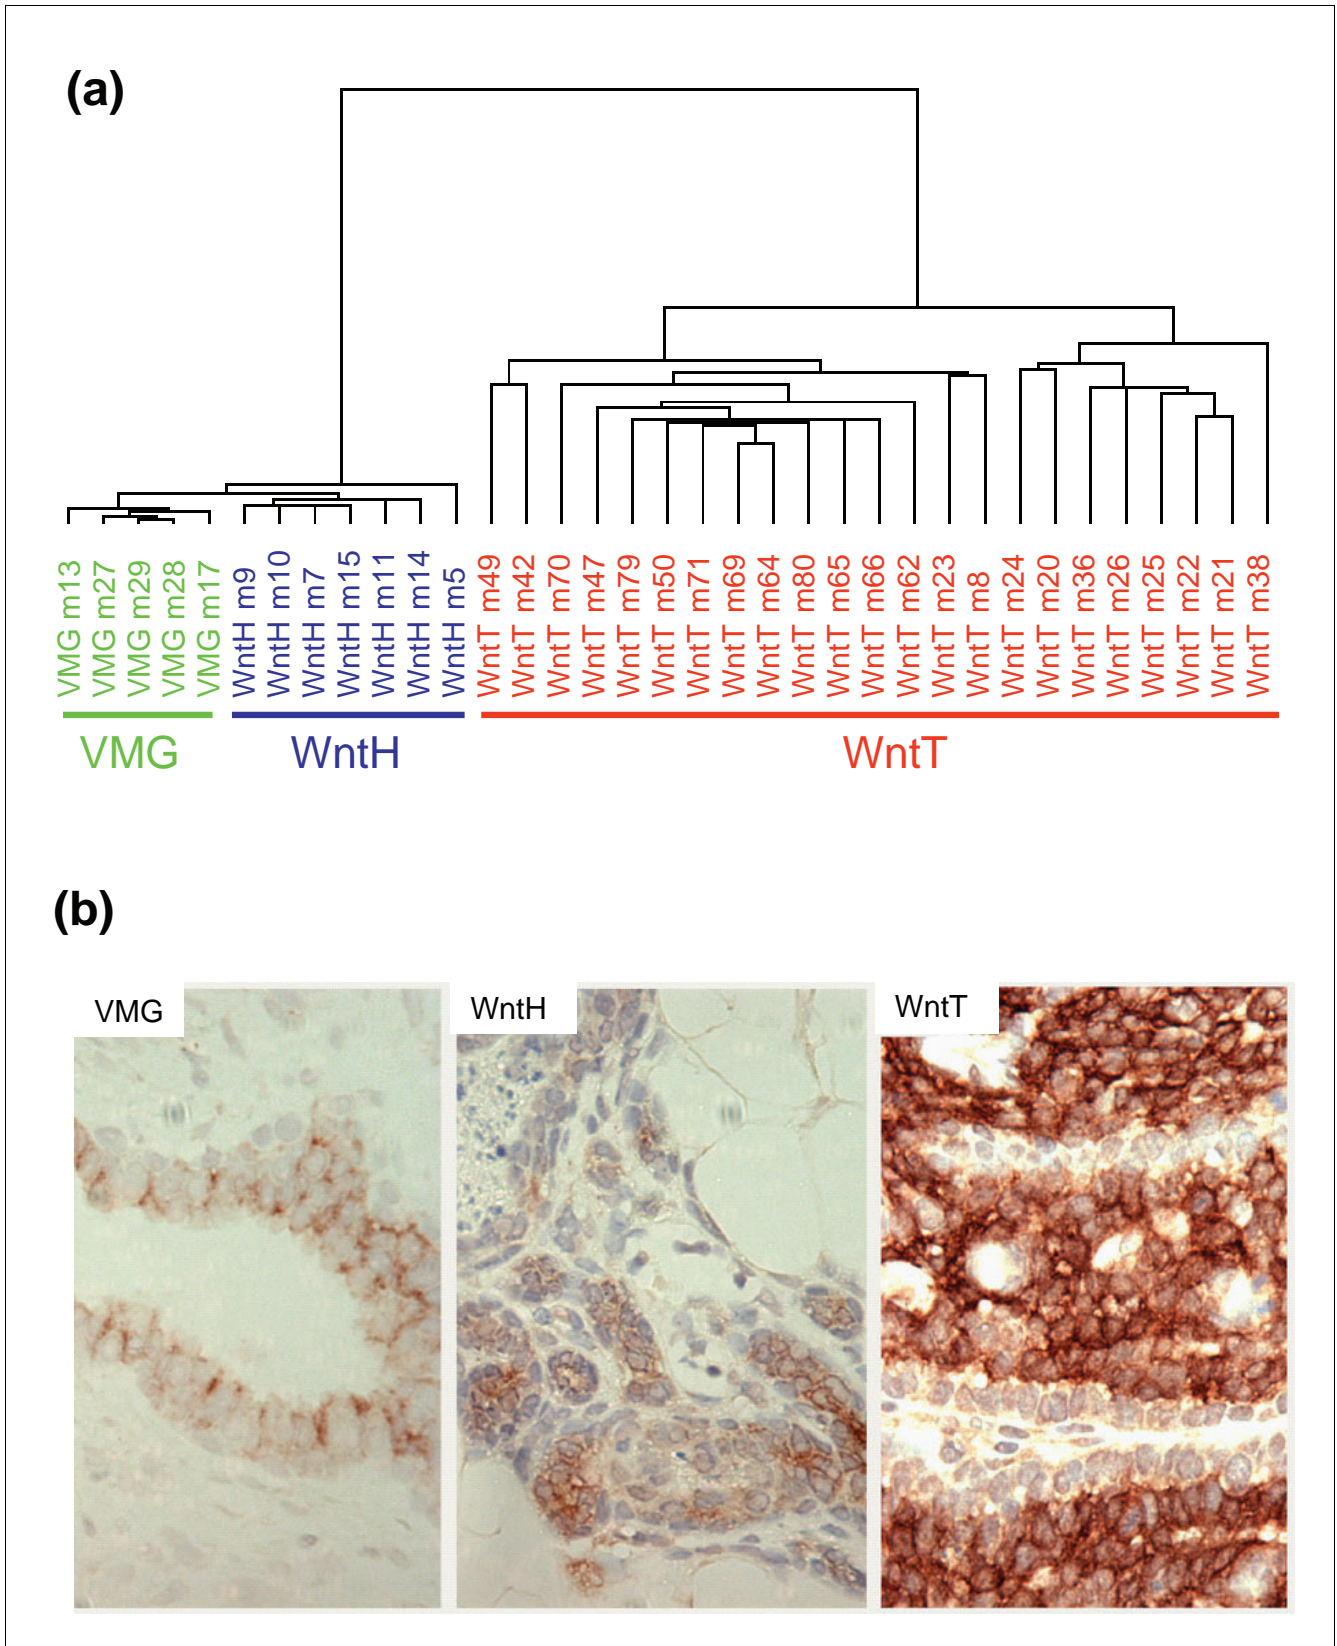 (a)
VMG m13
VMG m27
VMG m29
VMG m28
VMG m17
WntH m9
WntH m10
WntH m7
WntH m15
WntH m11
WntH m14
WntH m5
WntT m49
WntT m42
WntT m70
WntT m47
WntT m79
WntT m50
WntT m71
WntT m69
WntT m64
WntT m80
WntT m65
WntT m66
WntT m62
WntT m23
WntT m8
WntT m24
WntT m20
WntT m36
WntT m26
WntT m25
WntT m22
WntT m21
WntT m38
VMG
WntH
WntT
(b)
VMG
WntH
WntT